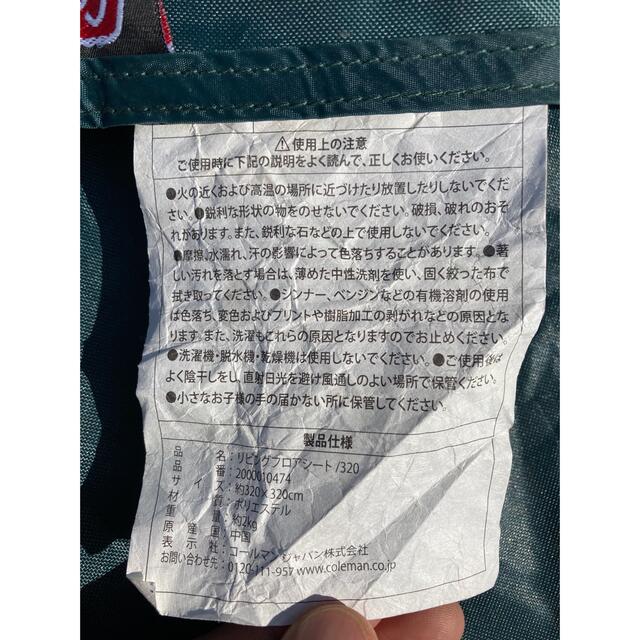 ⚠使用上の注意
ご使用時に下記の説明をよく読んで、正しくお使いください。
●火の近くおよび高温の場所に近づけたり放置したりしないでくだ
さい。●鋭利な形状の物をのせないでください。破損、破れのおそ
れがあります。また、鋭利な石などの上で使用しないでください。
●摩擦、水濡れ、汗の影響によって色落ちすることがあります。●著
しい汚れを落とす場合は、薄めた中性洗剤を使い、固く絞った布で
拭き取ってください。●シンナー、ベンジンなどの有機溶剤の使用
は色落ち、変色およびプリントや樹脂加工の剥がれなどの原因とな
ります。また、洗濯もこれらの原因となりますのでお止めください。
●洗濯機・脱水機・乾燥機は使用しないでください。●ご使用後は
よく陰干しをし、直射日光を避け風通しのよい場所で保管ください。
●小さなお子様の手の届かない所に保管してください。
製品仕様
品名：リビングフロアシート/320
品番：2000010474
サイズ：約320×320cm
材質：ポリエステル
重量：約2kg
原産国：中国
表示社：コールマン ジャパン株式会社
お問い合わせ先：0120-111-957 www.coleman.co.jp